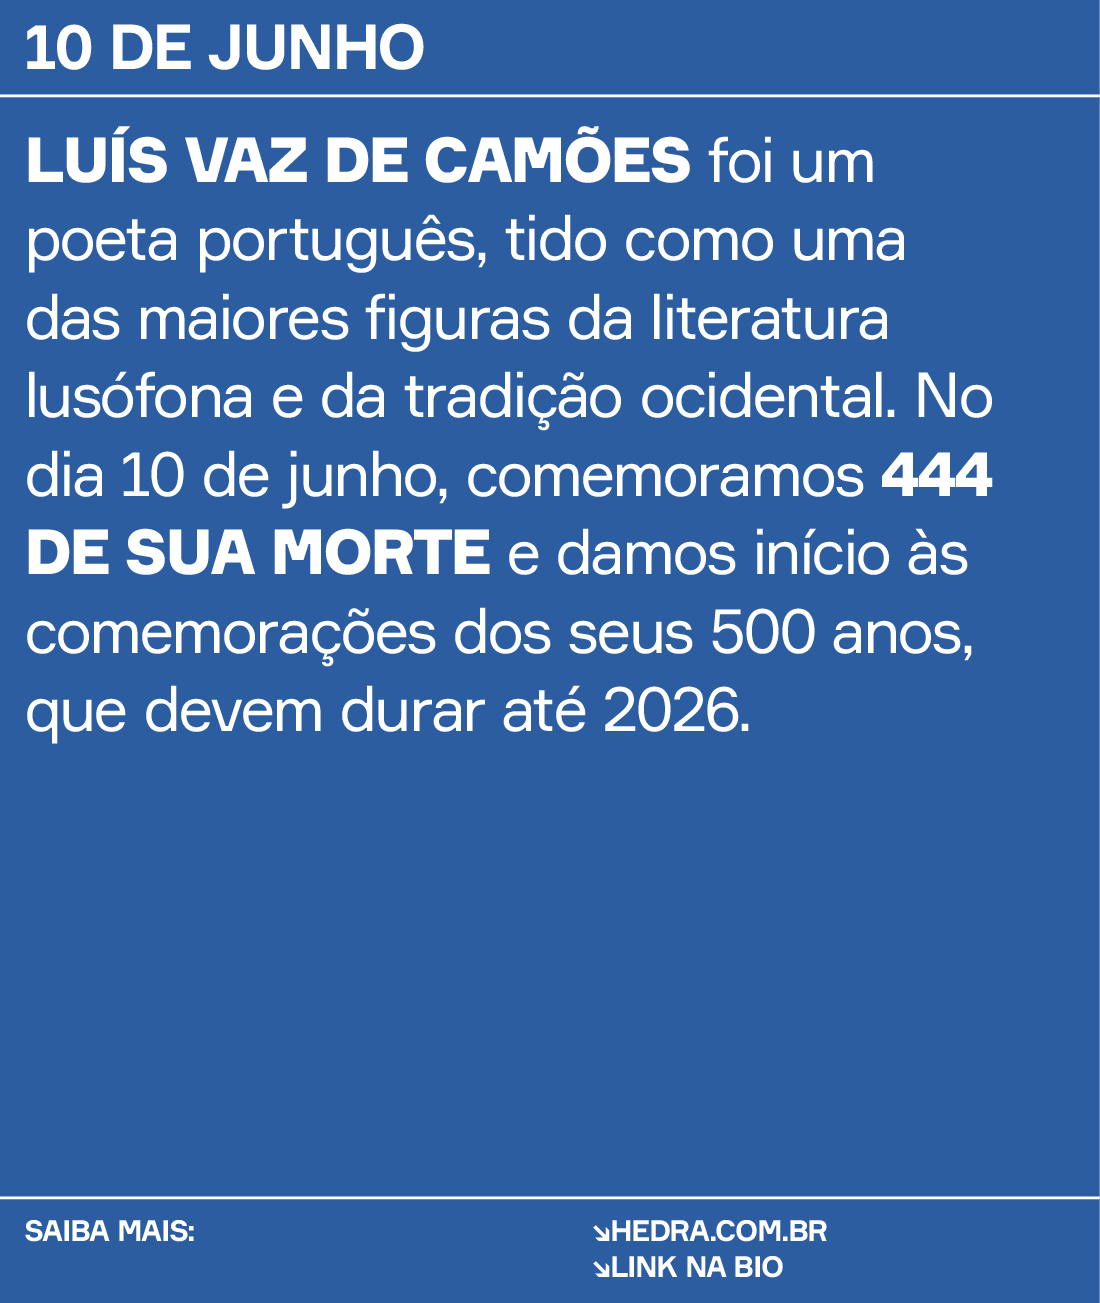 10 DE JUNHO
LUÍS VAZ DE CAMÕES foi um
poeta português, tido como uma
das maiores figuras da literatura
lusófona e da tradição ocidental. No
dia 10 de junho, comemoramos 444
DE SUA MORTE e damos início às
comemorações dos seus 500 anos,
que devem durar até 2026.
SAIBA MAIS:
↘HEDRA.COM.BR
↘LINK NA BIO